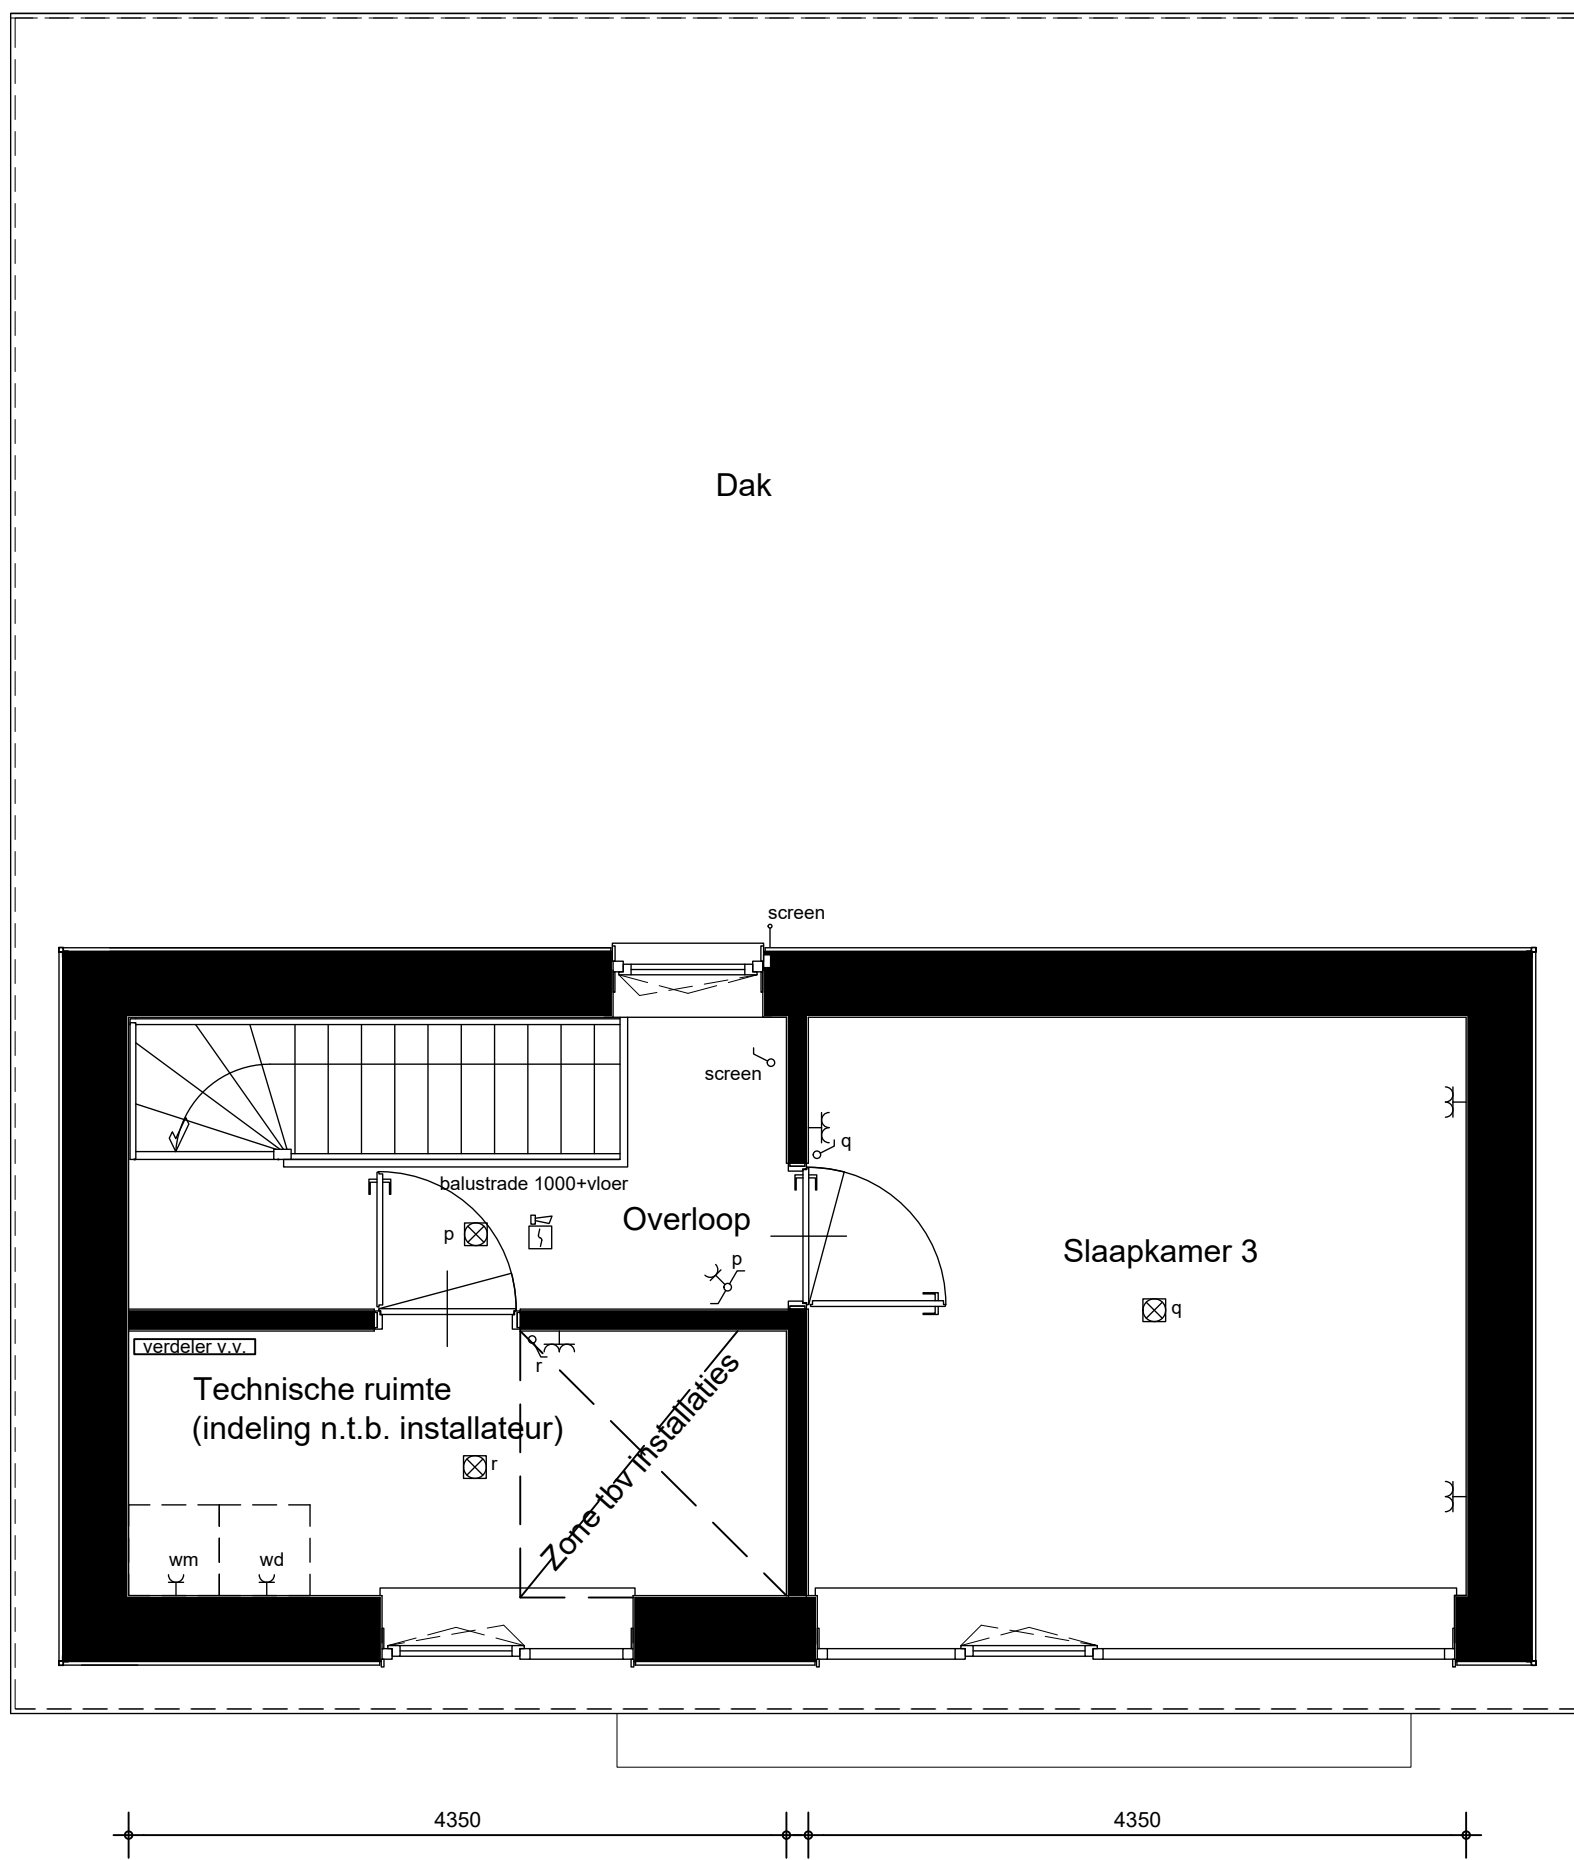 Dak
screen
screen
q
balustrade 1000+vloer
Overloop
p
p
Slaapkamer 3
q
verdeler v.v.
r
Technische ruimte
(indeling n.t.b. installateur)
r
Zone tbv installaties
wm
wd
4350
4350